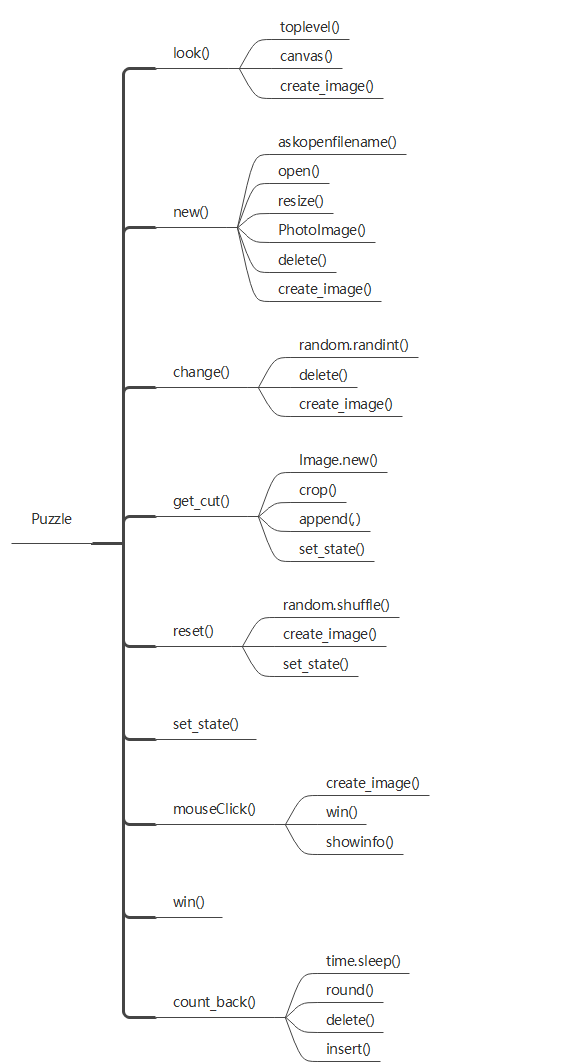 Puzzle
look()
toplevel()
canvas()
create_image()
new()
askopenfilename()
open()
resize()
PhotoImage()
delete()
create_image()
change()
random.randint()
delete()
create_image()
get_cut()
Image.new()
crop()
append(,)
set_state()
reset()
random.shuffle()
create_image()
set_state()
set_state()
mouseClick()
create_image()
win()
showinfo()
win()
count_back()
time.sleep()
round()
delete()
insert()